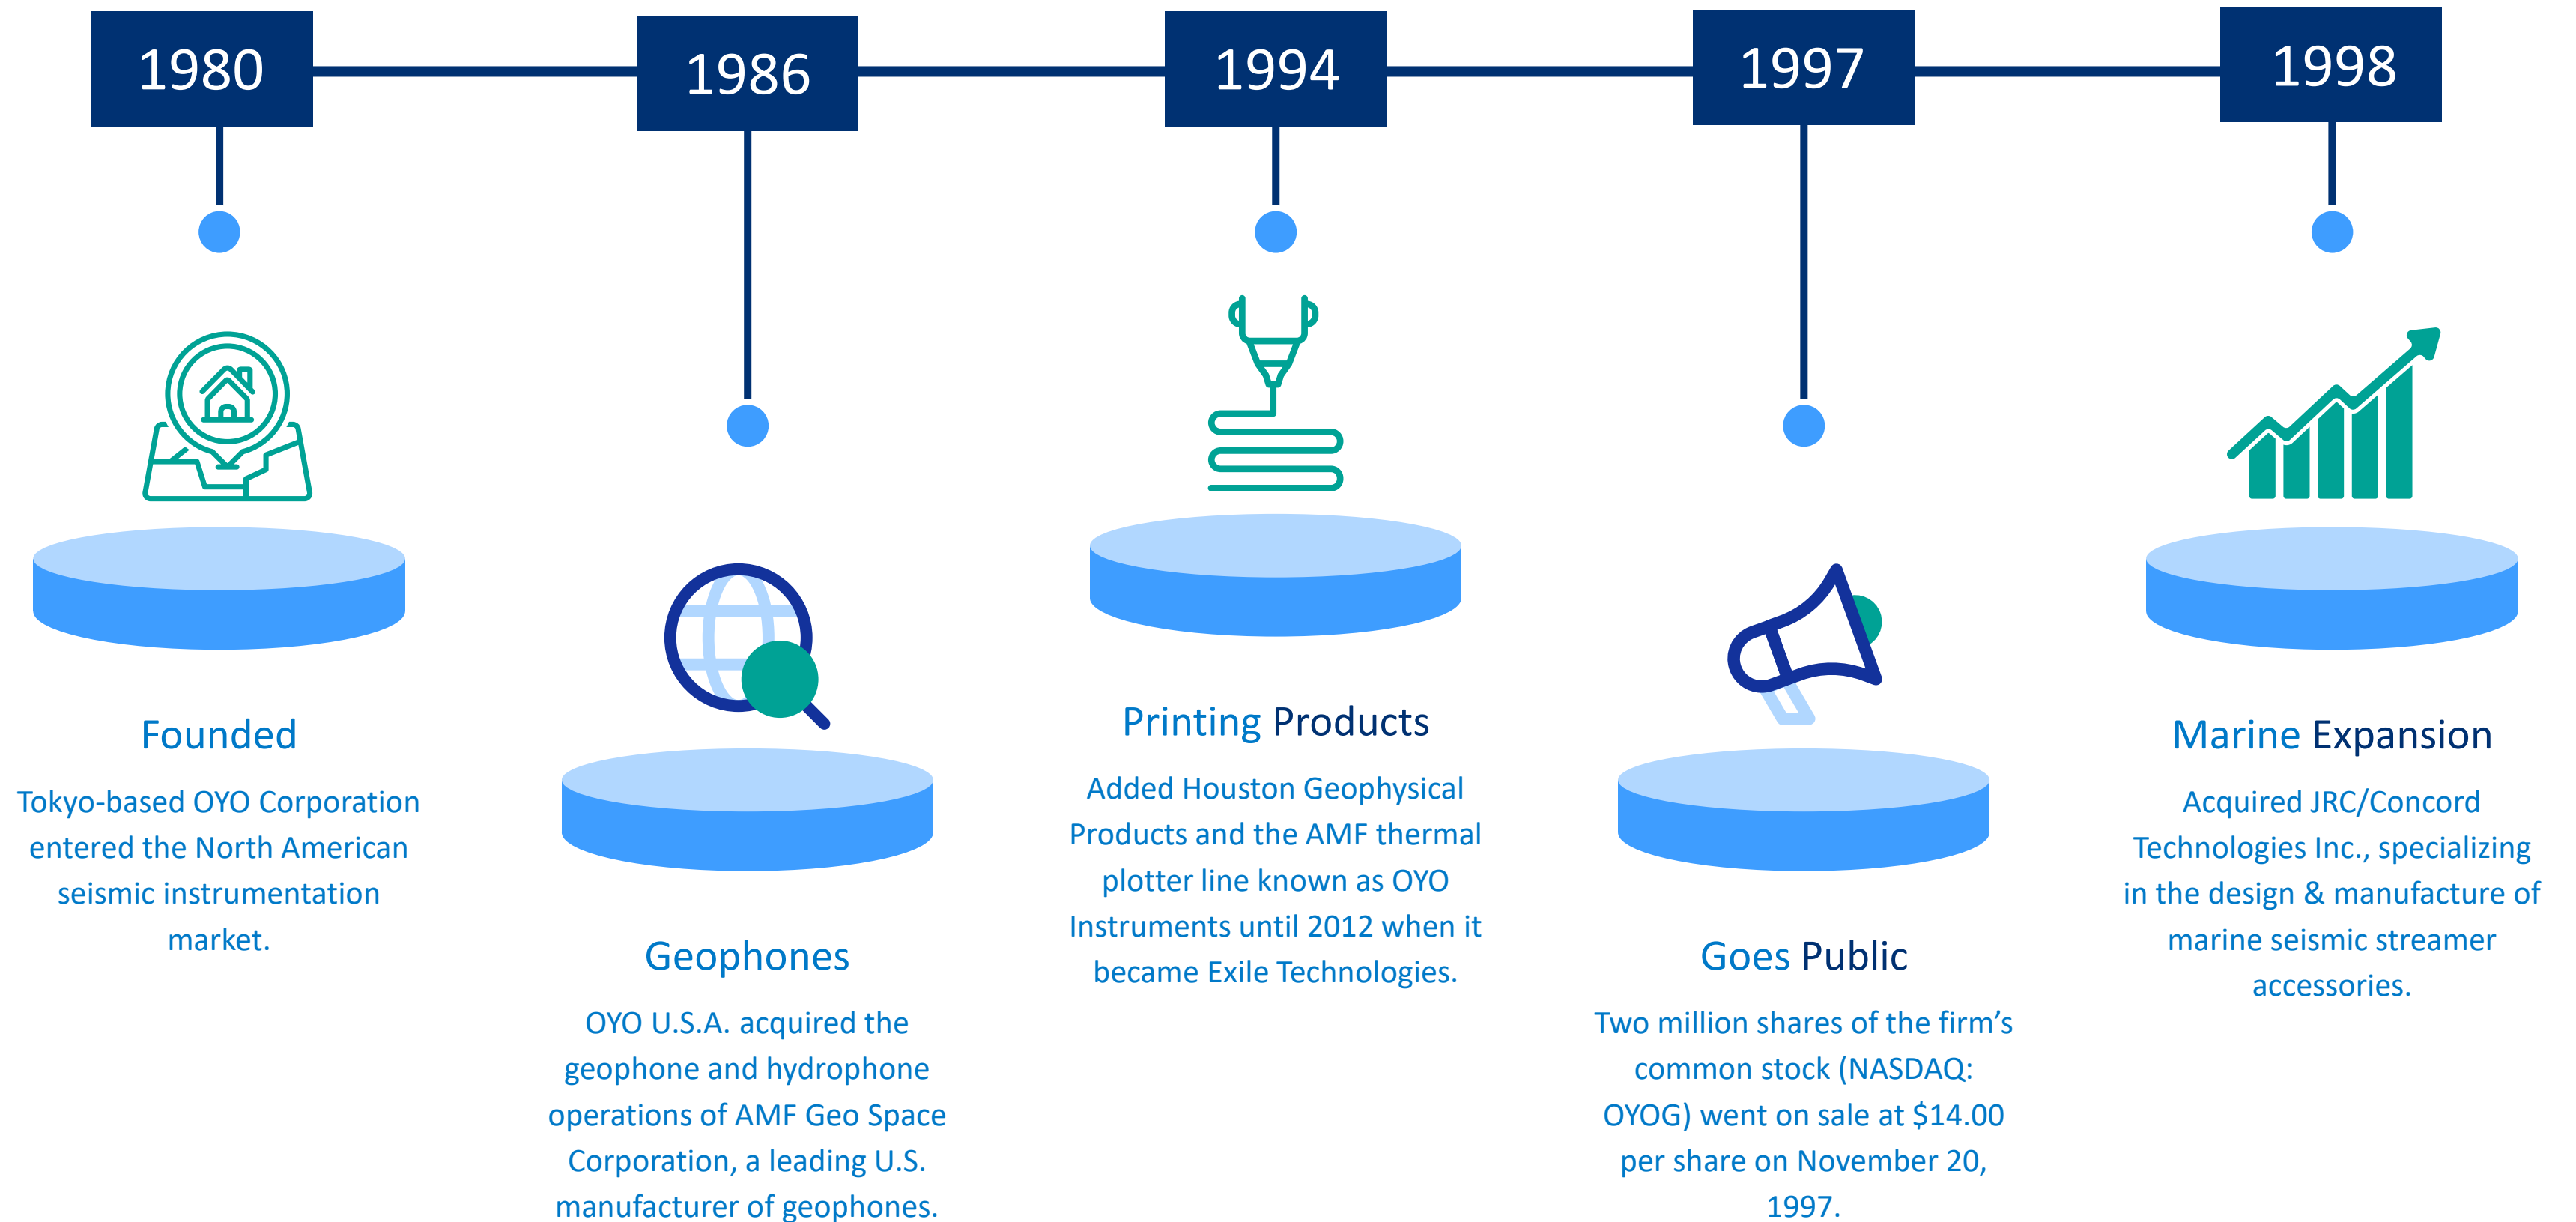 1980
1986
1994
1997
1998
Founded
Tokyo-based OYO Corporation
entered the North American
seismic instrumentation
market.
Geophones
OYO U.S.A. acquired the
geophone and hydrophone
operations of AMF Geo Space
Corporation, a leading U.S.
manufacturer of geophones.
Printing Products
Added Houston Geophysical
Products and the AMF thermal
plotter line known as OYO
Instruments until 2012 when it
became Exile Technologies.
Goes Public
Two million shares of the firm’s
common stock (NASDAQ:
OYOG) went on sale at $14.00
per share on November 20,
1997.
Marine Expansion
Acquired JRC/Concord
Technologies Inc., specializing
in the design & manufacture of
marine seismic streamer
accessories.